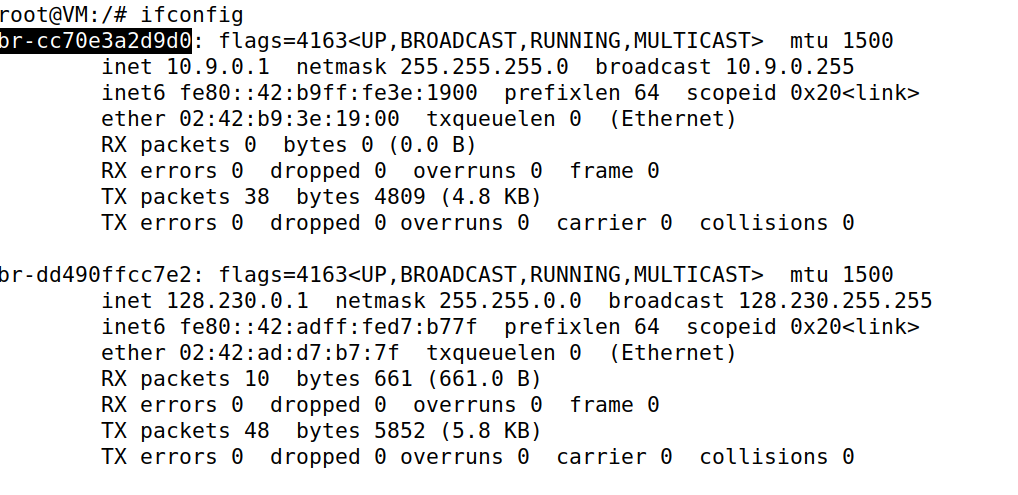 root@VM:/# ifconfig
br-cc70e3a2d9d0: flags=4163<UP,BROADCAST,RUNNING,MULTICAST>  mtu 1500
        inet 10.9.0.1  netmask 255.255.255.0  broadcast 10.9.0.255
        inet6 fe80::42:b9ff:fe3e:1900  prefixlen 64  scopeid 0x20<link>
        ether 02:42:b9:3e:19:00  txqueuelen 0  (Ethernet)
        RX packets 0  bytes 0 (0.0 B)
        RX errors 0  dropped 0  overruns 0  frame 0
        TX packets 38  bytes 4809 (4.8 KB)
        TX errors 0  dropped 0 overruns 0  carrier 0  collisions 0

br-dd490ffcc7e2: flags=4163<UP,BROADCAST,RUNNING,MULTICAST>  mtu 1500
        inet 128.230.0.1  netmask 255.255.0.0  broadcast 128.230.255.255
        inet6 fe80::42:adff:fed7:b77f  prefixlen 64  scopeid 0x20<link>
        ether 02:42:ad:d7:b7:7f  txqueuelen 0  (Ethernet)
        RX packets 10  bytes 661 (661.0 B)
        RX errors 0  dropped 0  overruns 0  frame 0
        TX packets 48  bytes 5852 (5.8 KB)
        TX errors 0  dropped 0 overruns 0  carrier 0  collisions 0